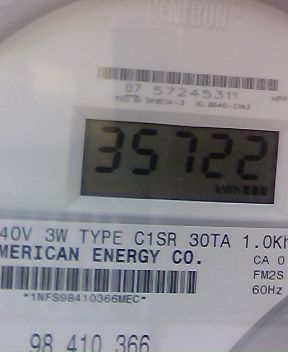 CENTRON
07 57245311
35722
kWh
40V 3W TYPE C1SR 30TA 1.0Kh
MERICAN ENERGY CO.
CA 0
FM2S
60Hz
*1NFS98410366MEC*
98 410 366